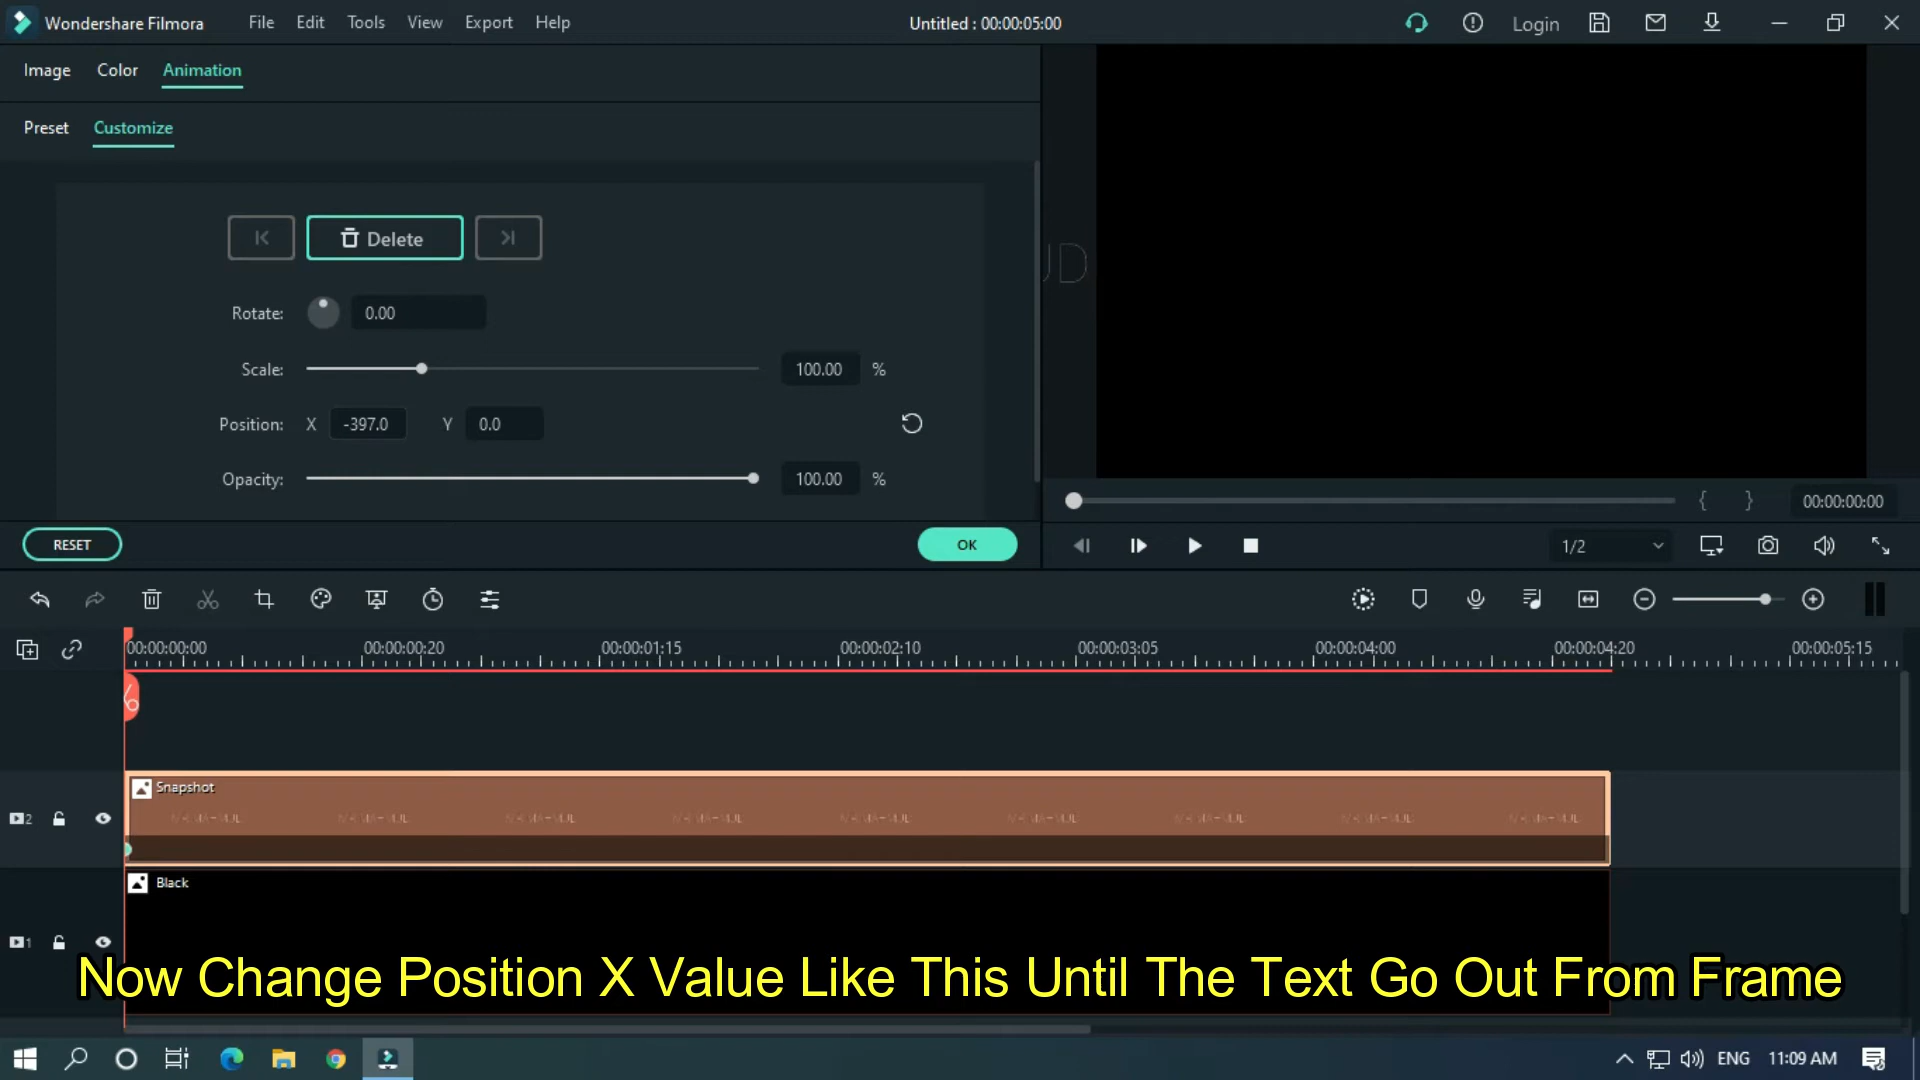 Wondershare Filmora
File
Edit
Tools
View
Export
Help
Untitled : 00:00:05:00
Login
Image
Color
Animation
Preset
Customize
Delete
Rotate:
0.00
Scale:
100.00
%
Position:
X
-397.0
Y
0.0
Opacity:
100.00
%
UD
{
}
00:00:00:00
RESET
OK
1/2
00:00:00:00
00:00:00:20
00:00:01:15
00:00:02:10
00:00:03:05
00:00:04:00
00:00:04:20
00:00:05:15
2
Snapshot
1
Black
Now Change Position X Value Like This Until The Text Go Out From Frame
ENG
11:09 AM